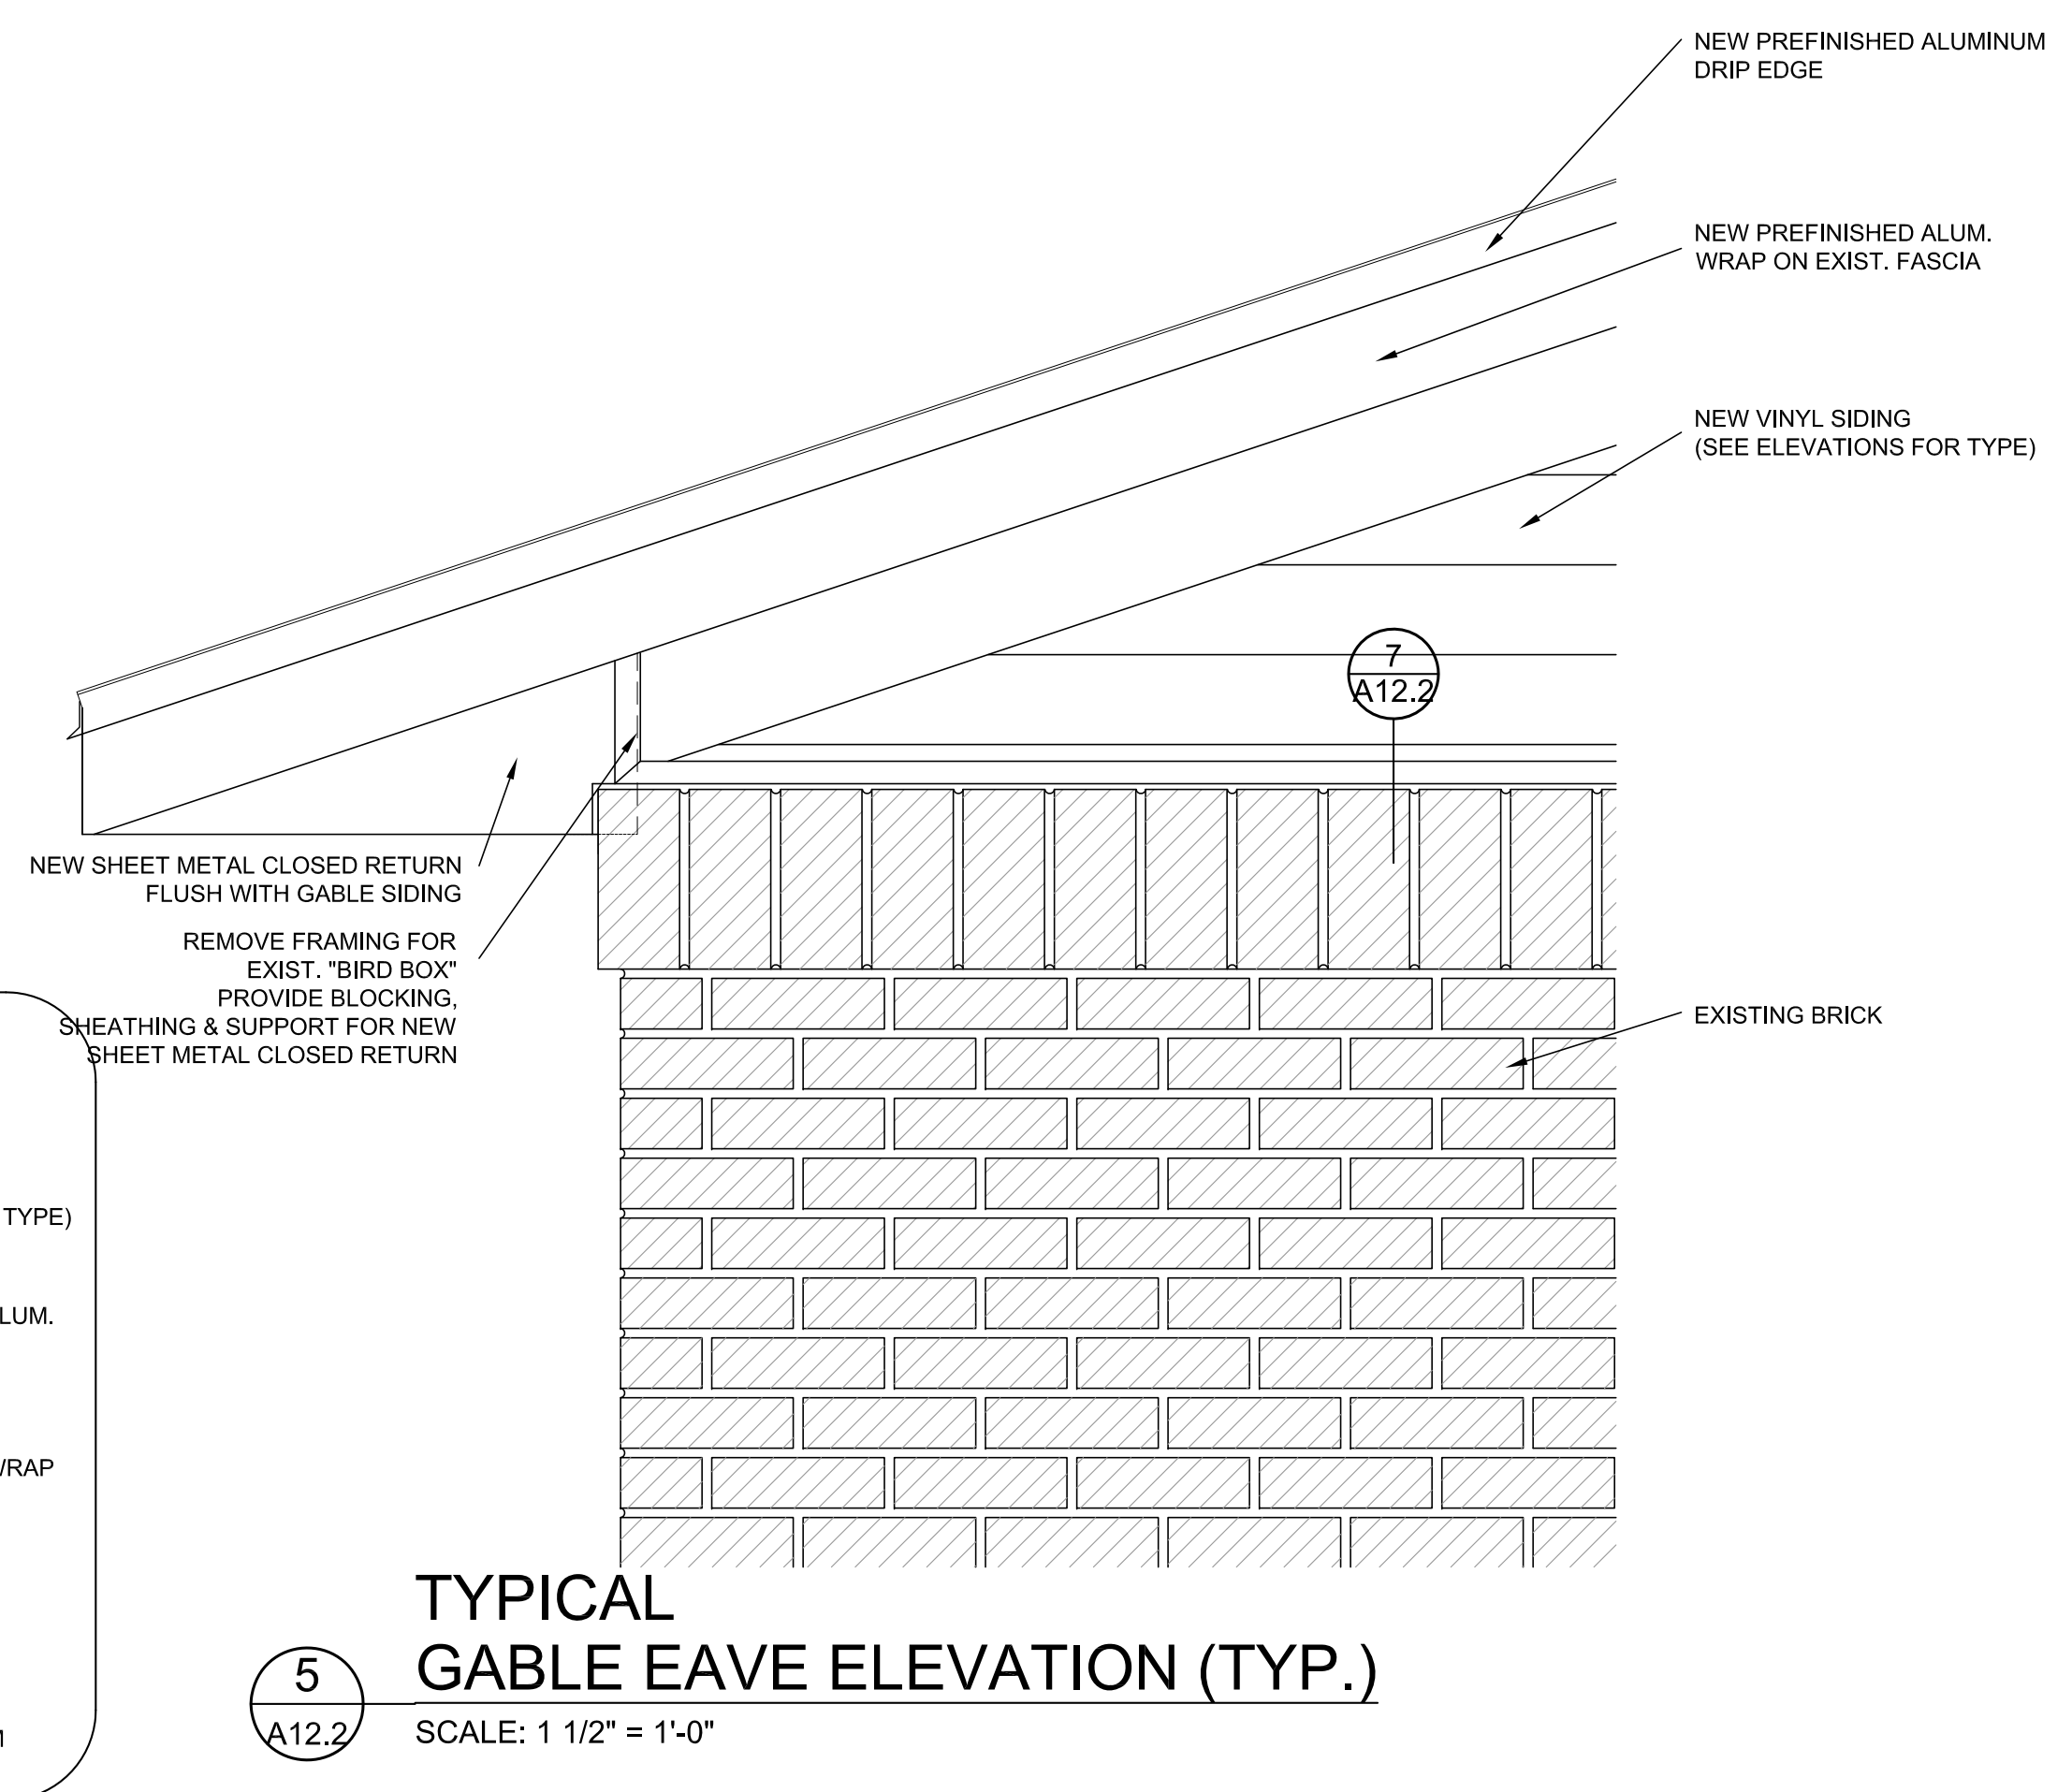 NEW PREFINISHED ALUMINUM
DRIP EDGE
NEW PREFINISHED ALUM.
WRAP ON EXIST. FASCIA
NEW VINYL SIDING
(SEE ELEVATIONS FOR TYPE)
7
A12.2
NEW SHEET METAL CLOSED RETURN
FLUSH WITH GABLE SIDING
REMOVE FRAMING FOR
EXIST. "BIRD BOX"
PROVIDE BLOCKING,
SHEATHING & SUPPORT FOR NEW
SHEET METAL CLOSED RETURN
EXISTING BRICK
TYPE)
LUM.
RAP
TYPICAL
GABLE EAVE ELEVATION (TYP.)
5
A12.2
SCALE: 1 1/2" = 1'-0"